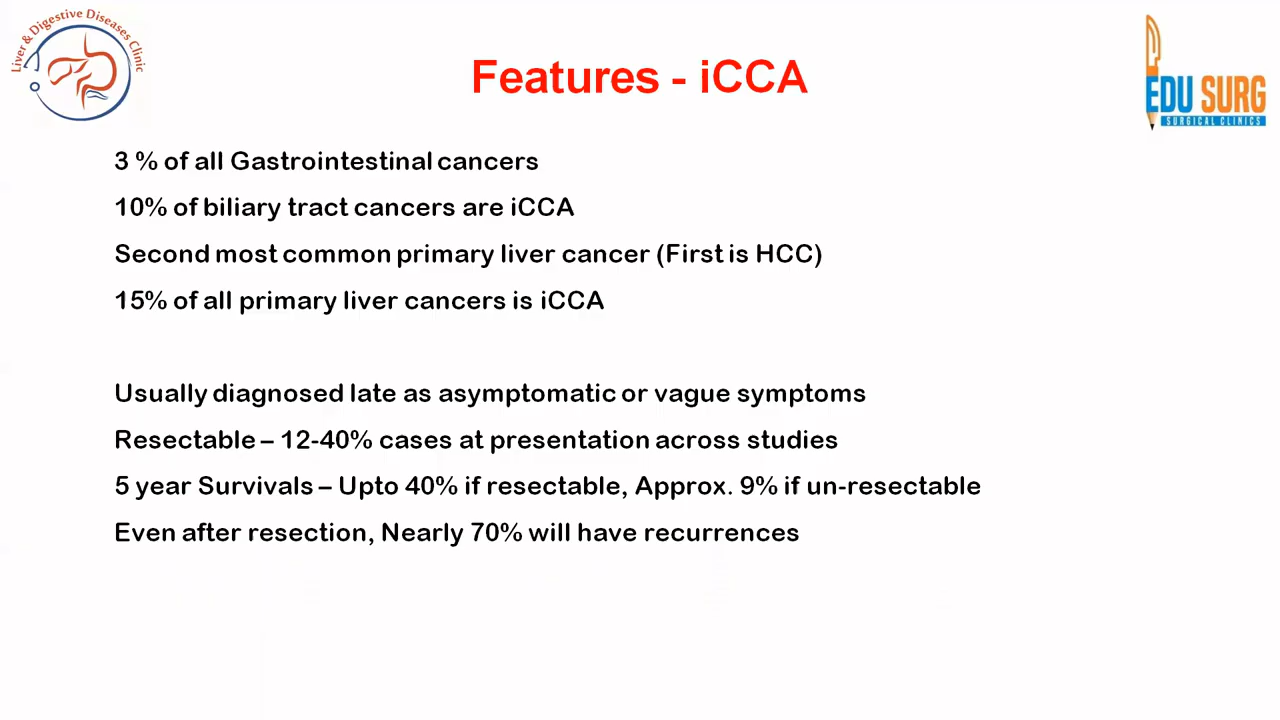 Liver & Digestive Diseases Clinic
Features - iCCA
EDU SURG
SURGICAL CLINICS
3 % of all Gastrointestinal cancers
10% of biliary tract cancers are iCCA
Second most common primary liver cancer (First is HCC)
15% of all primary liver cancers is iCCA
Usually diagnosed late as asymptomatic or vague symptoms
Resectable – 12-40% cases at presentation across studies
5 year Survivals – Upto 40% if resectable, Approx. 9% if un-resectable
Even after resection, Nearly 70% will have recurrences